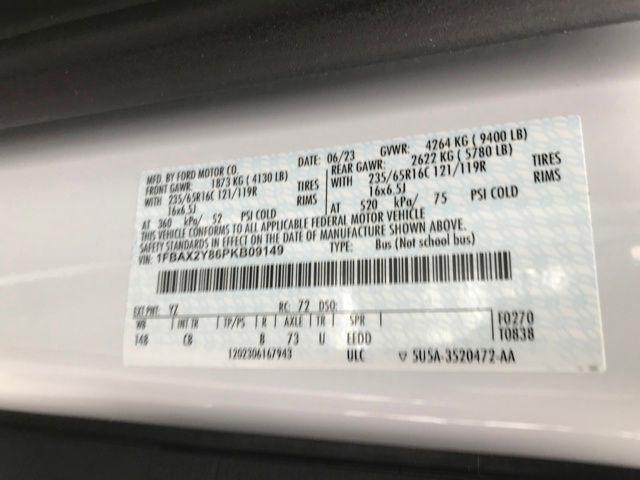 MFD. BY FORD MOTOR CO. DATE: 06/23 GVWR: 4264 KG ( 9400 LB)
FRONT GAWR: 1873 KG ( 4130 LB) REAR GAWR: 2622 KG ( 5780 LB)
WITH 235/65R16C 121/119R TIRES WITH 235/65R16C 121/119R TIRES
16x6.5J RIMS 16x6.5J RIMS
AT 360 kPa/ 52 PSI COLD AT 520 kPa/ 75 PSI COLD
THIS VEHICLE CONFORMS TO ALL APPLICABLE FEDERAL MOTOR VEHICLE
SAFETY STANDARDS IN EFFECT ON THE DATE OF MANUFACTURE SHOWN ABOVE.
VIN: 1FBAX2Y86PKB09149 TYPE: Bus (Not school bus)
EXT PNT: YZ RC: 72 DSO: F0270
WB INT TR TP/PS R AXLE TR SPR T0838
148 CB B 73 U EEDD
1202306167943 ULC ▽ 5U5A-3520472-AA